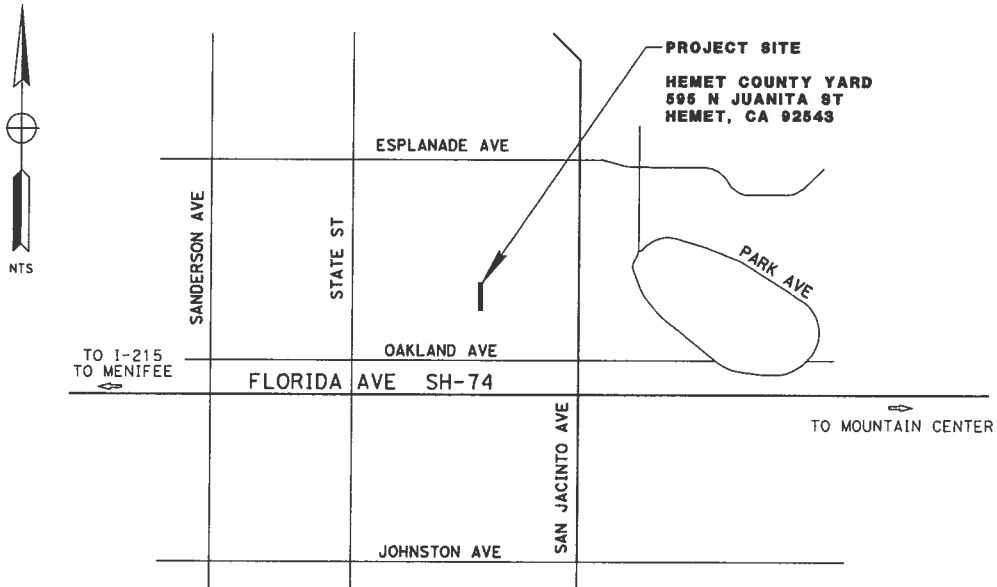 PROJECT SITE
HEMET COUNTY YARD
595 N JUANITA ST
HEMET, CA 92543
ESPLANADE AVE
SANDERSON AVE
STATE ST
NTS
PARK AVE
OAKLAND AVE
TO I-215
TO MENIFEE
FLORIDA AVE SH-74
SAN JACINTO AVE
TO MOUNTAIN CENTER
JOHNSTON AVE